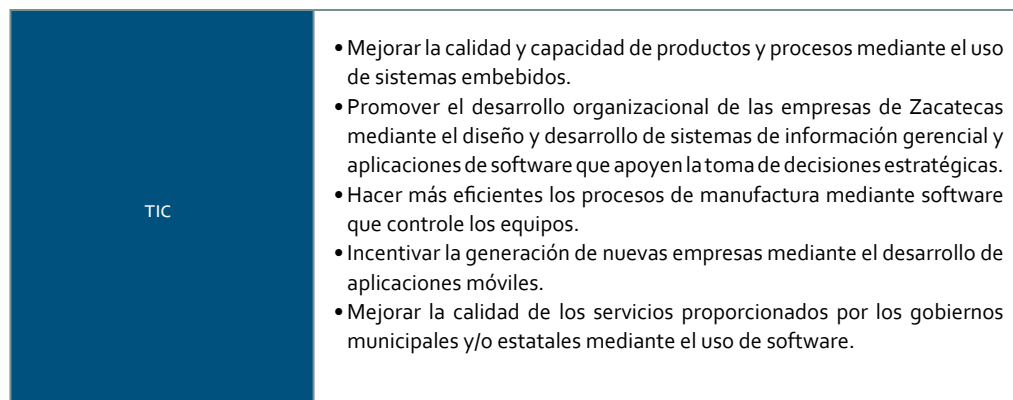 TIC
• Mejorar la calidad y capacidad de productos y procesos mediante el uso
de sistemas embebidos.
• Promover el desarrollo organizacional de las empresas de Zacatecas
mediante el diseño y desarrollo de sistemas de información gerencial y
aplicaciones de software que apoyen la toma de decisiones estratégicas.
• Hacer más eficientes los procesos de manufactura mediante software
que controle los equipos.
• Incentivar la generación de nuevas empresas mediante el desarrollo de
aplicaciones móviles.
• Mejorar la calidad de los servicios proporcionados por los gobiernos
municipales y/o estatales mediante el uso de software.